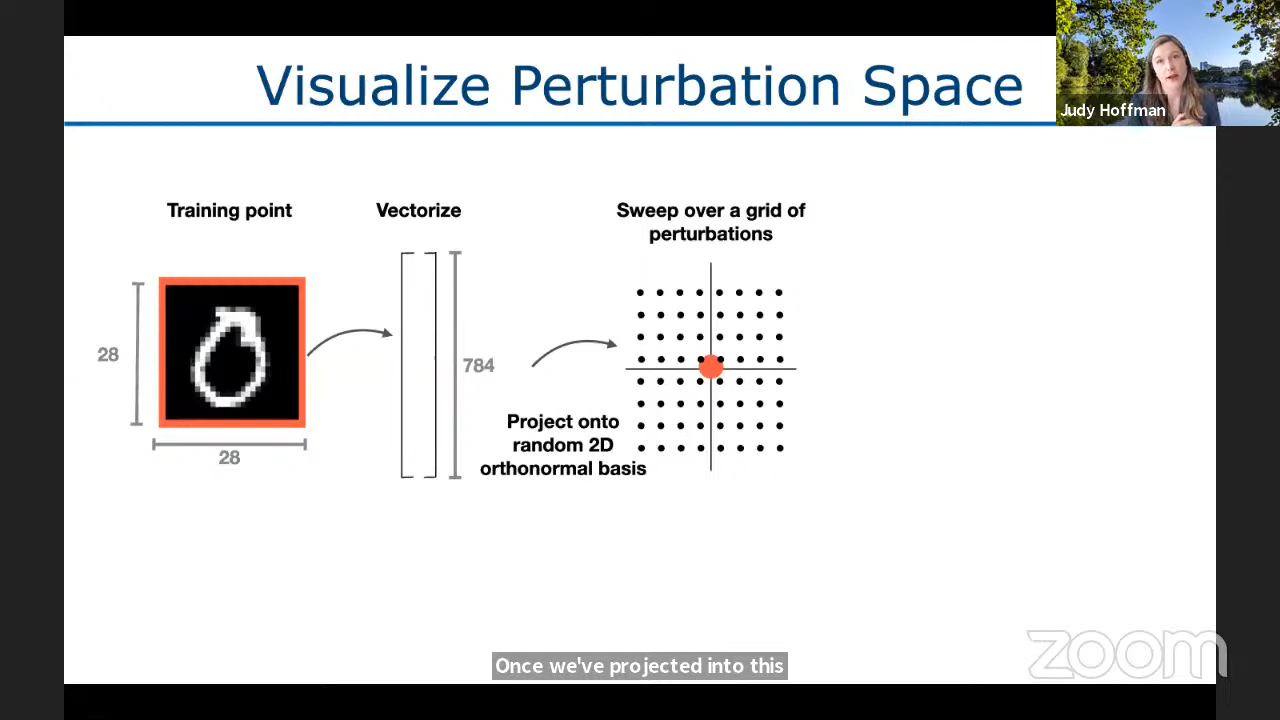 Visualize Perturbation Space
Judy Hoffman
Training point
Vectorize
Sweep over a grid of
perturbations
28
784
28
Project onto
random 2D
orthonormal basis
Once we've projected into this
zoom